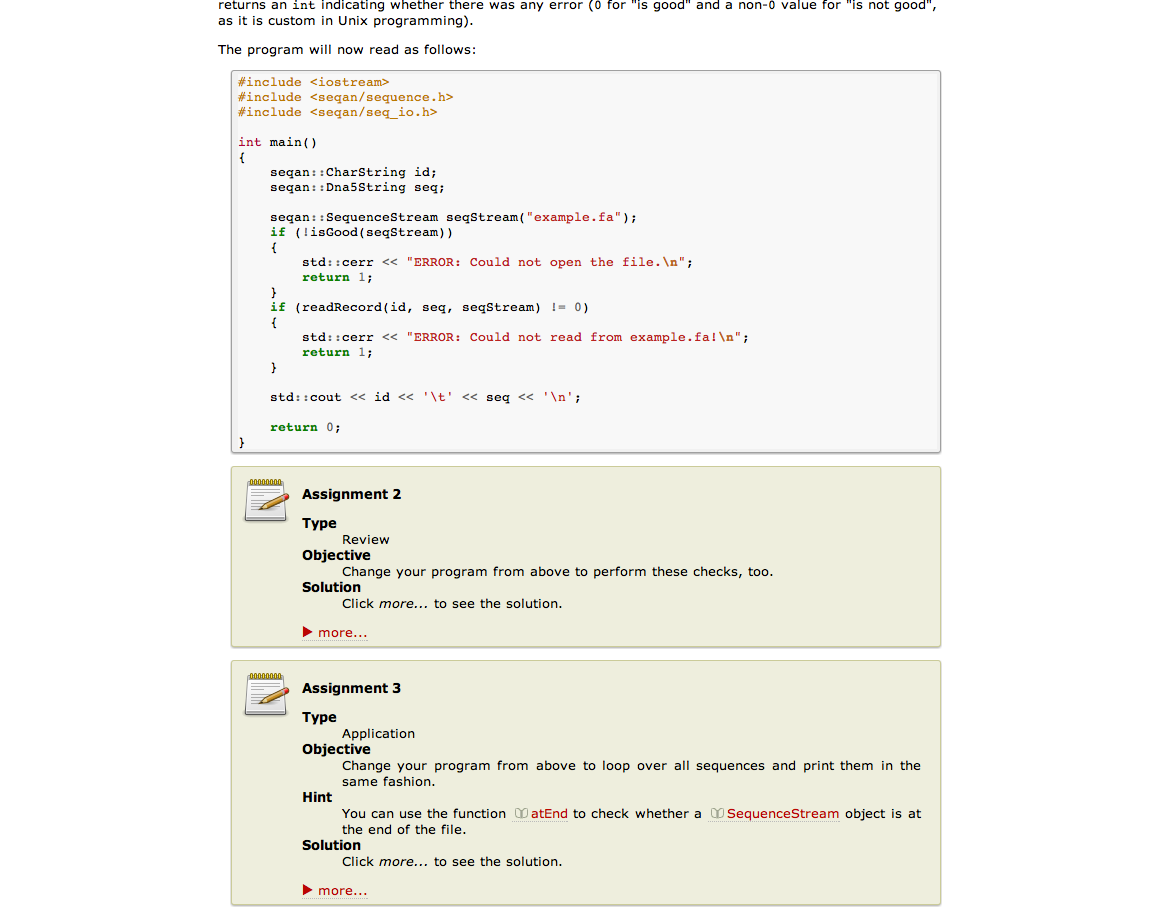 returns an int indicating whether there was any error (0 for "is good" and a non-0 value for "is not good",
as it is custom in Unix programming).
The program will now read as follows:
#include <iostream>
#include <seqan/sequence.h>
#include <seqan/seq_io.h>
int main()
{
    seqan::CharString id;
    seqan::Dna5String seq;
    seqan::SequenceStream seqStream("example.fa");
    if (!isGood(seqStream))
    {
        std::cerr << "ERROR: Could not open the file.\n";
        return 1;
    }
    if (readRecord(id, seq, seqStream) != 0)
    {
        std::cerr << "ERROR: Could not read from example.fa!\n";
        return 1;
    }
    std::cout << id << '\t' << seq << '\n';
    return 0;
}
Assignment 2
Type
Review
Objective
Change your program from above to perform these checks, too.
Solution
Click more... to see the solution.
more...
Assignment 3
Type
Application
Objective
Change your program from above to loop over all sequences and print them in the
same fashion.
Hint
You can use the function atEnd to check whether a SequenceStream object is at
the end of the file.
Solution
Click more... to see the solution.
more...